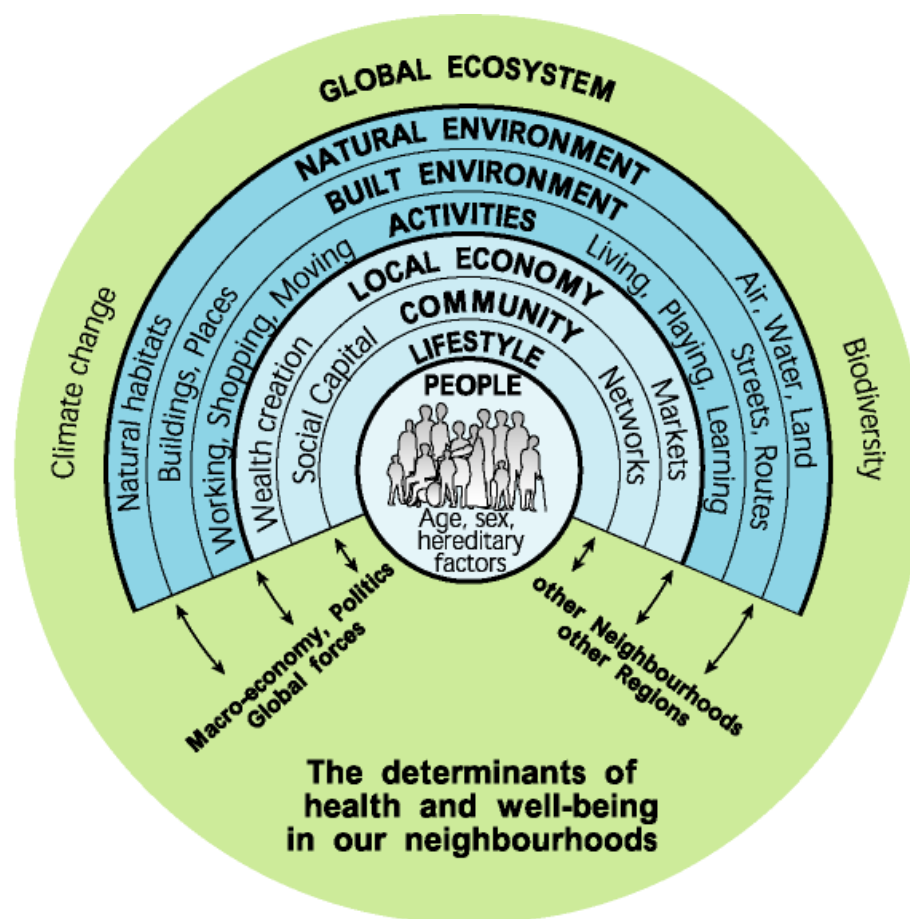 GLOBAL ECOSYSTEM
NATURAL ENVIRONMENT
BUILT ENVIRONMENT
ACTIVITIES
LOCAL ECONOMY
COMMUNITY
LIFESTYLE
PEOPLE
Age, sex,
hereditary
factors
Climate change
Natural habitats
Buildings, Places
Working, Shopping, Moving
Wealth creation
Social Capital
Networks
Markets
Living, Playing, Learning
Streets, Routes
Air, Water, Land
Biodiversity
Macro-economy, Politics
Global forces
other Neighbourhoods
other Regions
The determinants of
health and well-being
in our neighbourhoods